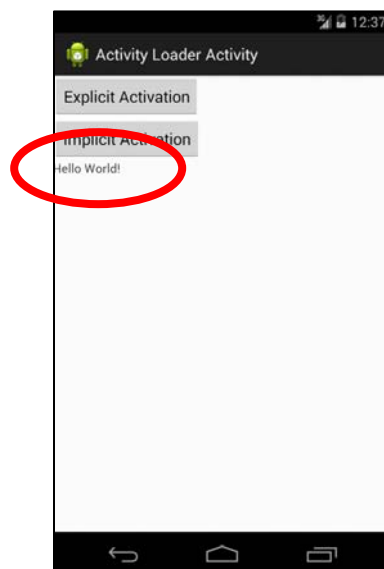 12:37
Activity Loader Activity
Explicit Activation
Implicit Activation
Hello World!